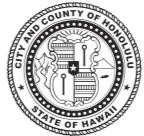 CITY AND COUNTY OF HONOLULU
STATE OF HAWAII